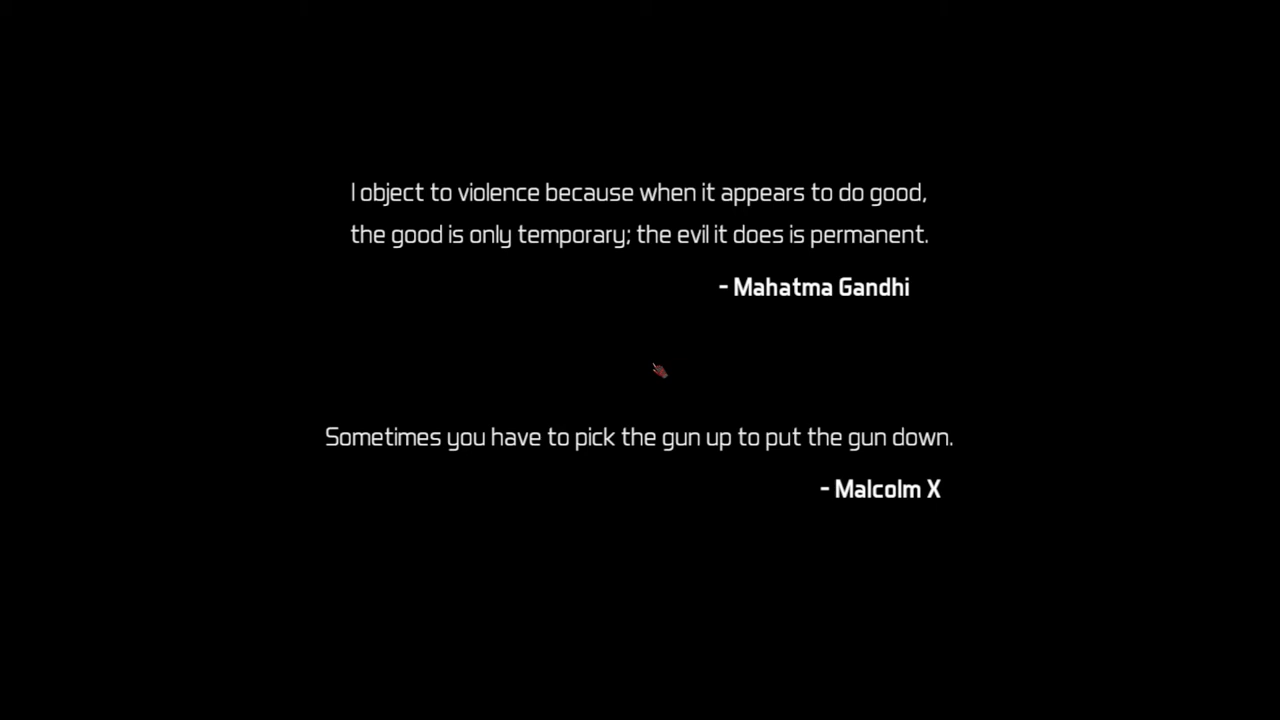 I object to violence because when it appears to do good,
the good is only temporary; the evil it does is permanent.
- Mahatma Gandhi
Sometimes you have to pick the gun up to put the gun down.
- Malcolm X